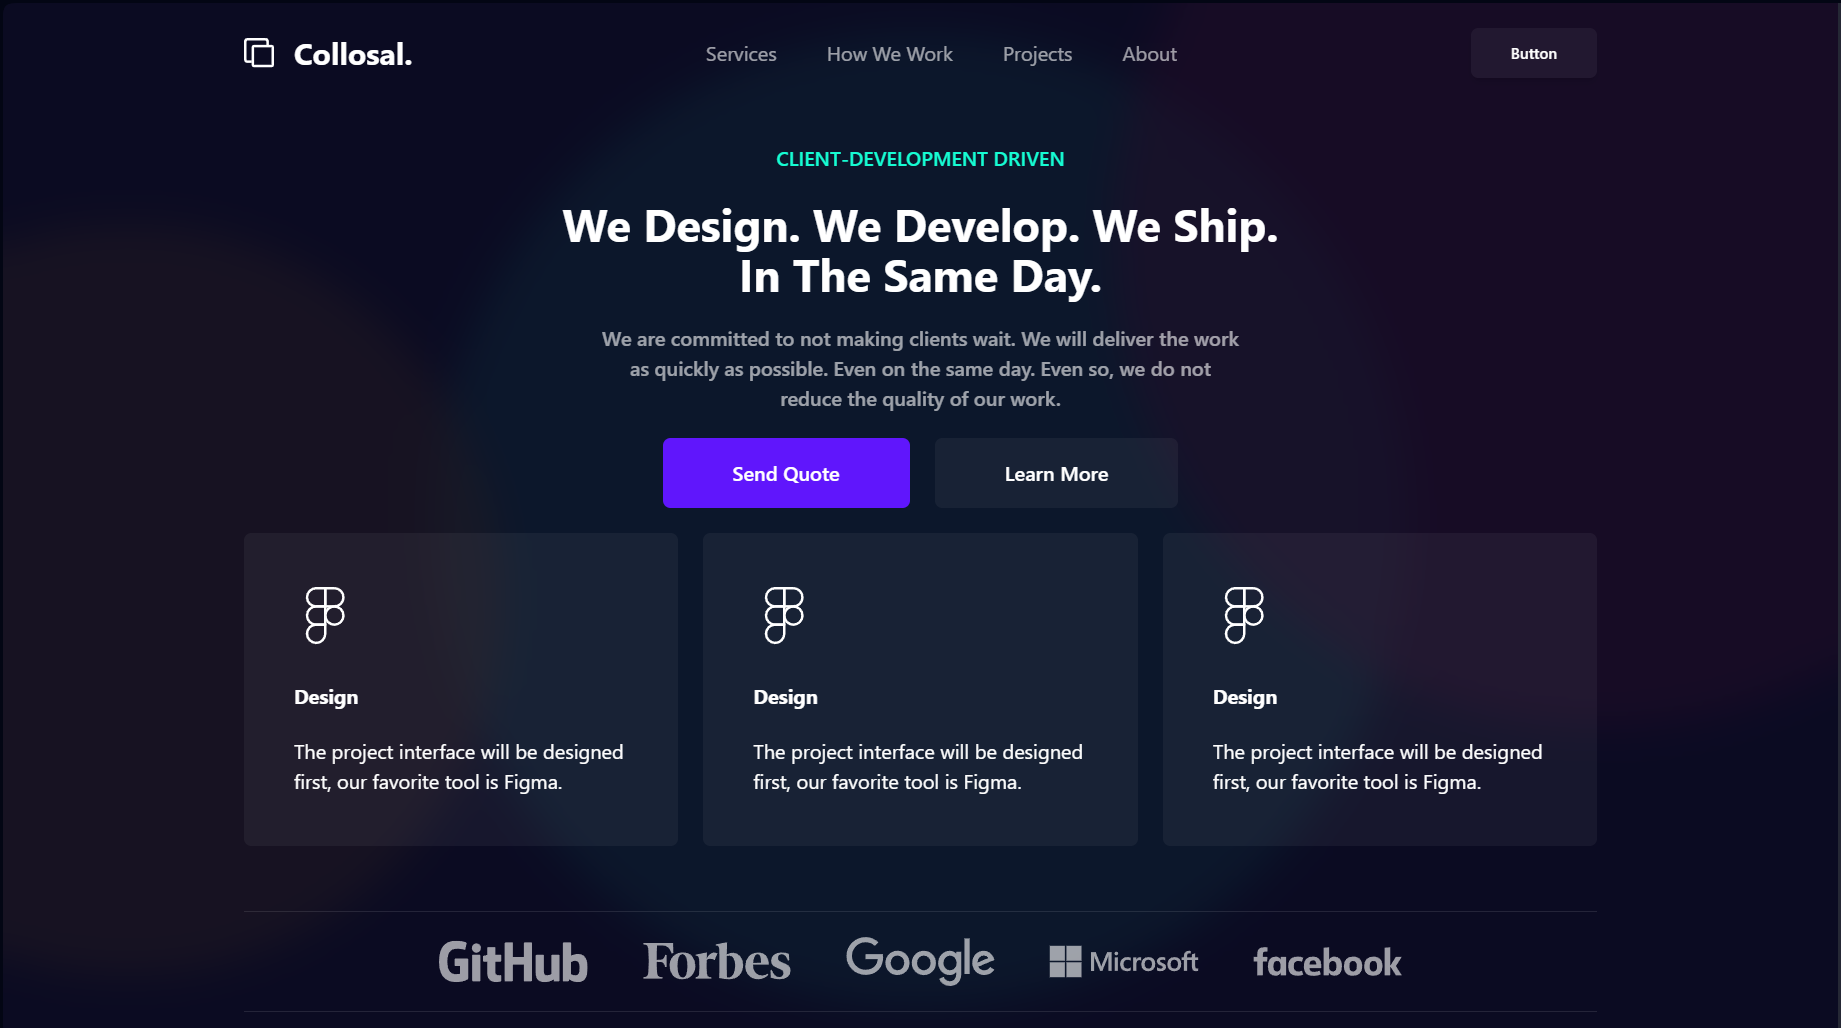 Collosal.
Services
How We Work
Projects
About
Button
CLIENT-DEVELOPMENT DRIVEN
We Design. We Develop. We Ship.
In The Same Day.
We are committed to not making clients wait. We will deliver the work
as quickly as possible. Even on the same day. Even so, we do not
reduce the quality of our work.
Send Quote
Learn More
Design
The project interface will be designed
first, our favorite tool is Figma.
Design
The project interface will be designed
first, our favorite tool is Figma.
Design
The project interface will be designed
first, our favorite tool is Figma.
GitHub
Forbes
Google
Microsoft
facebook